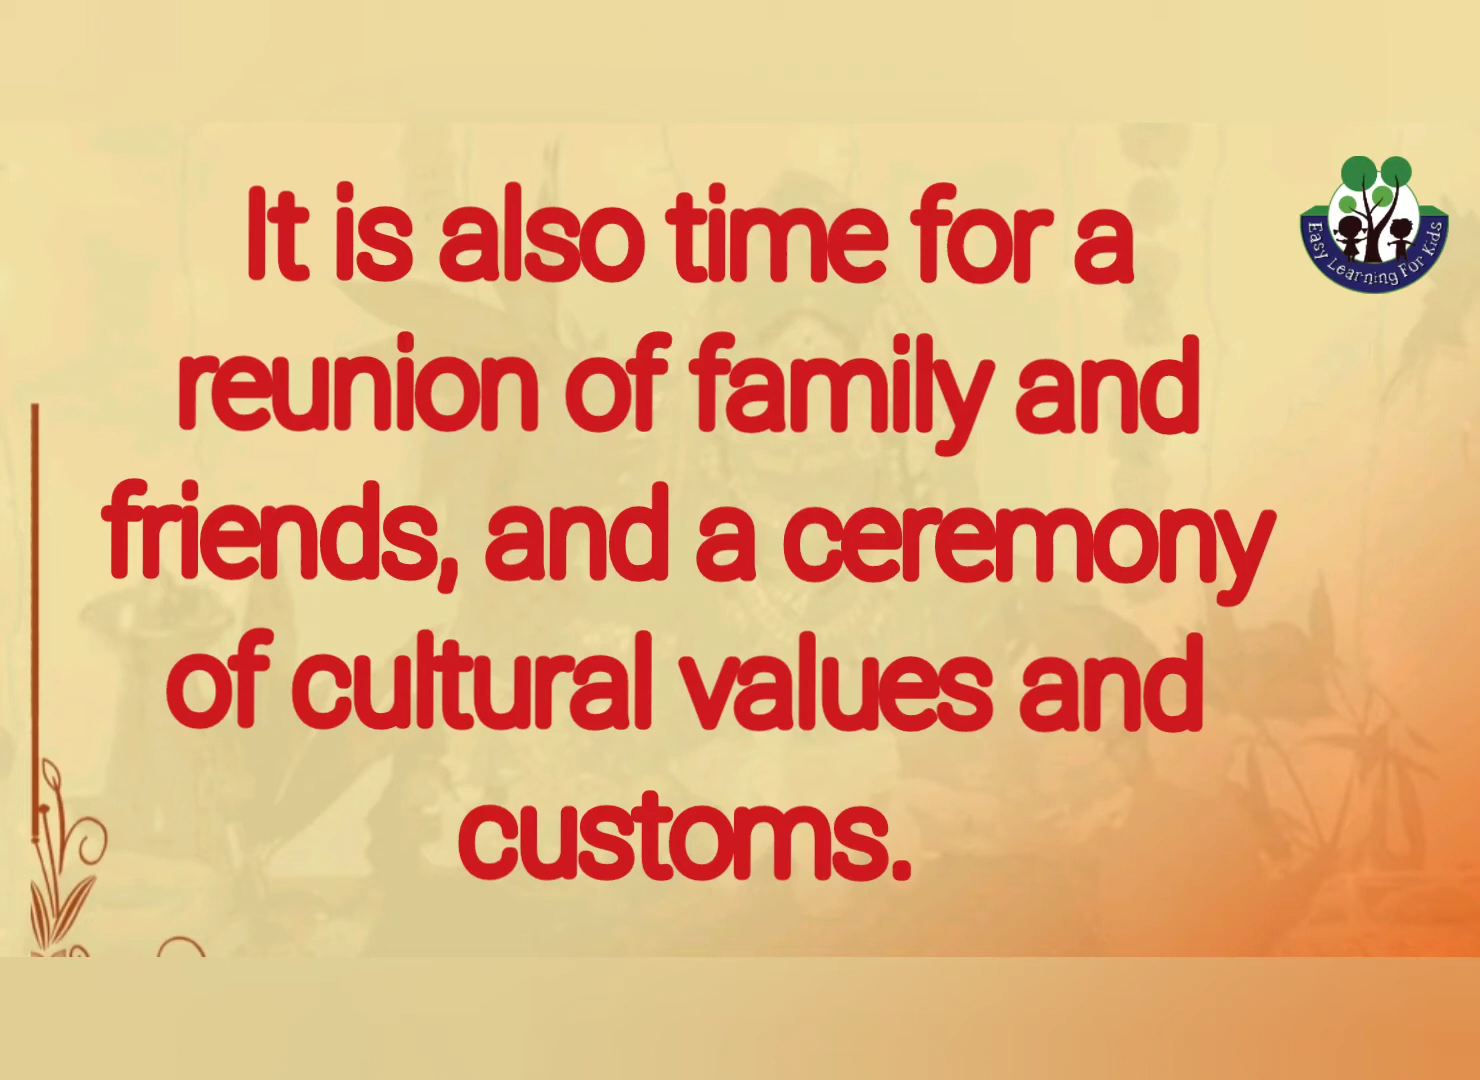 It is also time for a
reunion of family and
friends, and a ceremony
of cultural values and
customs.
Easy Learning For Kids